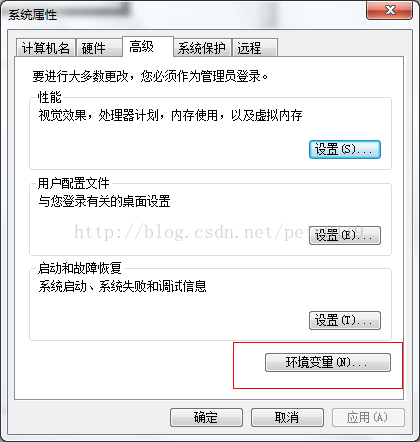 系统属性
计算机名 硬件 高级 系统保护 远程
要进行大多数更改，您必须作为管理员登录。
性能
视觉效果，处理器计划，内存使用，以及虚拟内存
设置(S)...
用户配置文件
与您登录有关的桌面设置
http://blog.csdn.net/pe
设置(E)...
启动和故障恢复
系统启动、系统失败和调试信息
设置(T)...
环境变量(N)...
确定 取消 应用(A)